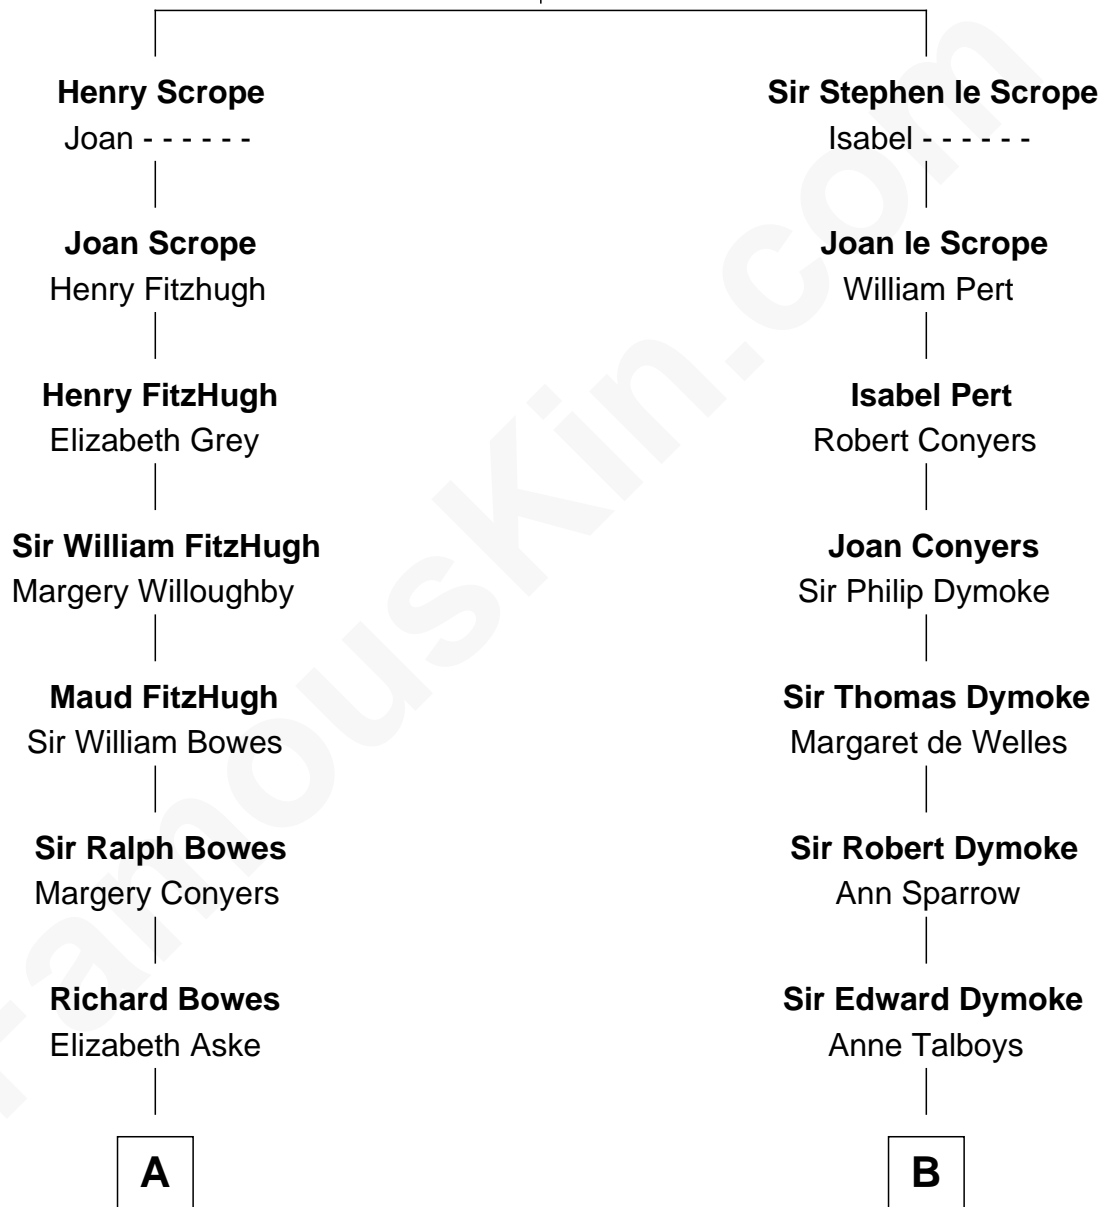 Henry Scrope
Joan - - - - - -
Joan Scrope
Henry Fitzhugh
Henry FitzHugh
Elizabeth Grey
Sir William FitzHugh
Margery Willoughby
Maud FitzHugh
Sir William Bowes
Sir Ralph Bowes
Margery Conyers
Richard Bowes
Elizabeth Aske
A
Sir Stephen le Scrope
Isabel - - - - - -
Joan le Scrope
William Pert
Isabel Pert
Robert Conyers
Joan Conyers
Sir Philip Dymoke
Sir Thomas Dymoke
Margaret de Welles
Sir Robert Dymoke
Ann Sparrow
Sir Edward Dymoke
Anne Talboys
B
FamousKin.com